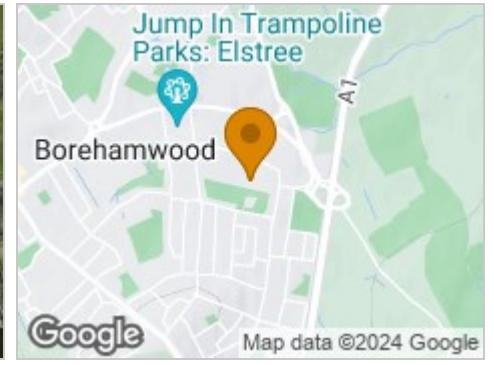 Jump In Trampoline
Parks: Elstree
A1
Borehamwood
Google
Map data ©2024 Google